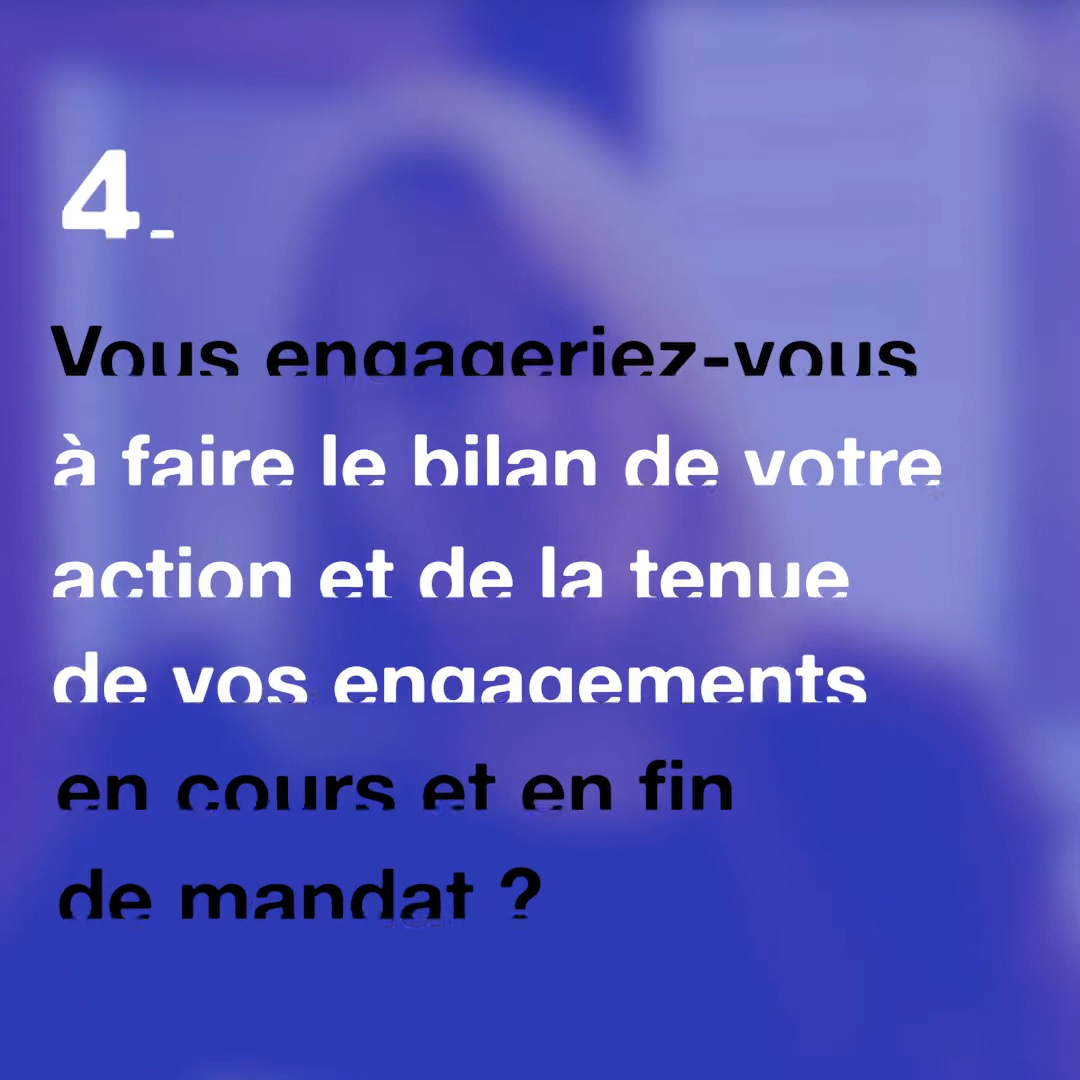 4_
Vous engageriez-vous
à faire le bilan de votre
action et de la tenue
de vos engagements
en cours et en fin
de mandat ?